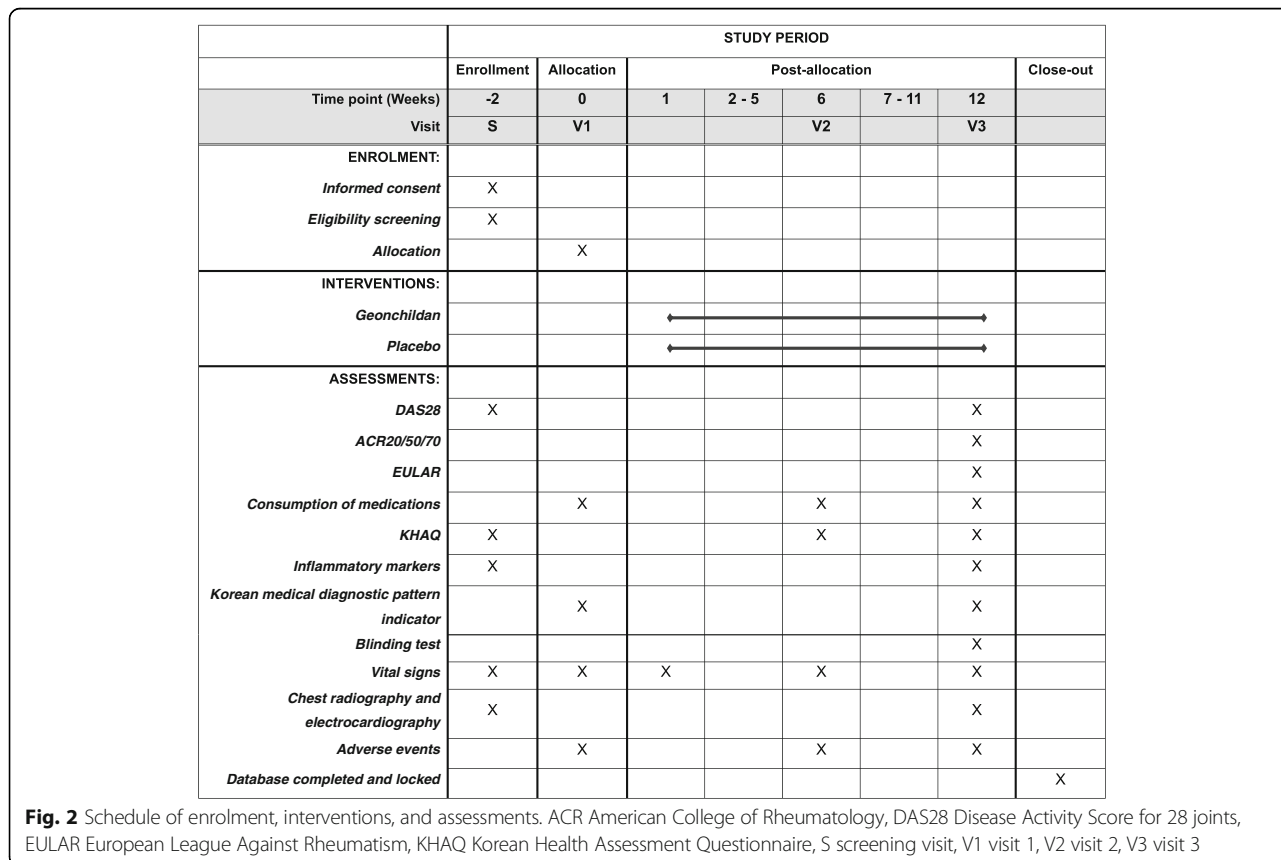 STUDY PERIOD
Enrollment Allocation Post-allocation Close-out
Time point (Weeks) -2 0 1 2 - 5 6 7 - 11 12
Visit S V1 V2 V3
ENROLMENT:
Informed consent X
Eligibility screening X
Allocation X
INTERVENTIONS:
Geonchildan
Placebo
ASSESSMENTS:
DAS28 X X
ACR20/50/70 X
EULAR X
Consumption of medications X X X
KHAQ X X X
Inflammatory markers X X
Korean medical diagnostic pattern
indicator X X
Blinding test X
Vital signs X X X X X
Chest radiography and
electrocardiography X X
Adverse events X X X
Database completed and locked X
Fig. 2 Schedule of enrolment, interventions, and assessments. ACR American College of Rheumatology, DAS28 Disease Activity Score for 28 joints,
EULAR European League Against Rheumatism, KHAQ Korean Health Assessment Questionnaire, S screening visit, V1 visit 1, V2 visit 2, V3 visit 3